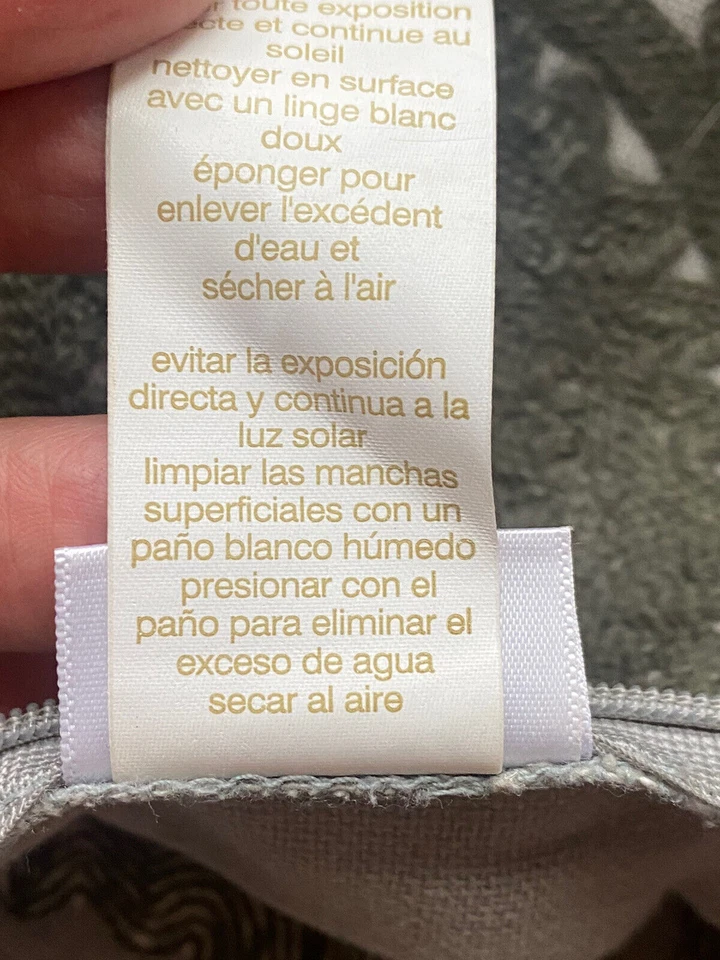 toute exposition
et continue au
soleil
nettoyer en surface
avec un linge blanc
doux
éponger pour
enlever l'excédent
d'eau et
sécher à l'air
evitar la exposición
directa y continua a la
luz solar
limpiar las manchas
superficiales con un
paño blanco húmedo
presionar con el
paño para eliminar el
exceso de agua
secar al aire